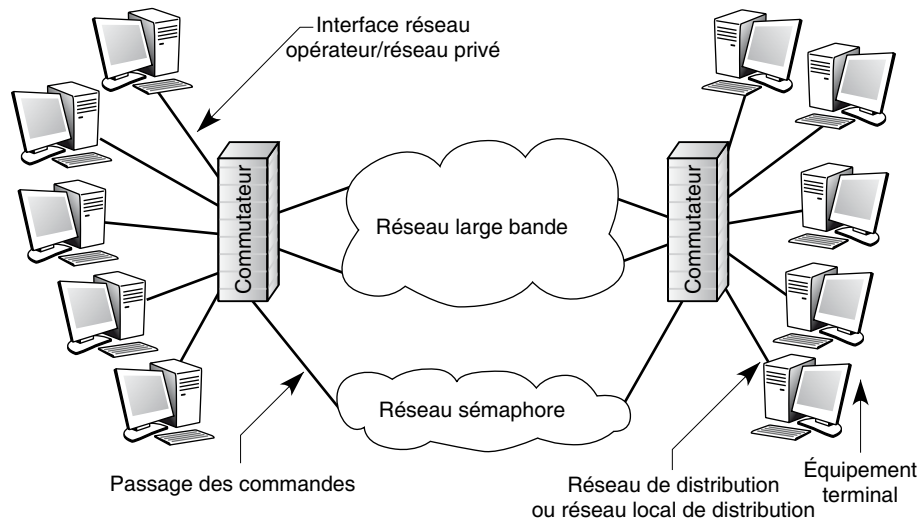 Interface réseau
opérateur/réseau privé
Commutateur
Réseau large bande
Commutateur
Réseau sémaphore
Passage des commandes
Réseau de distribution
ou réseau local de distribution
Équipement
terminal